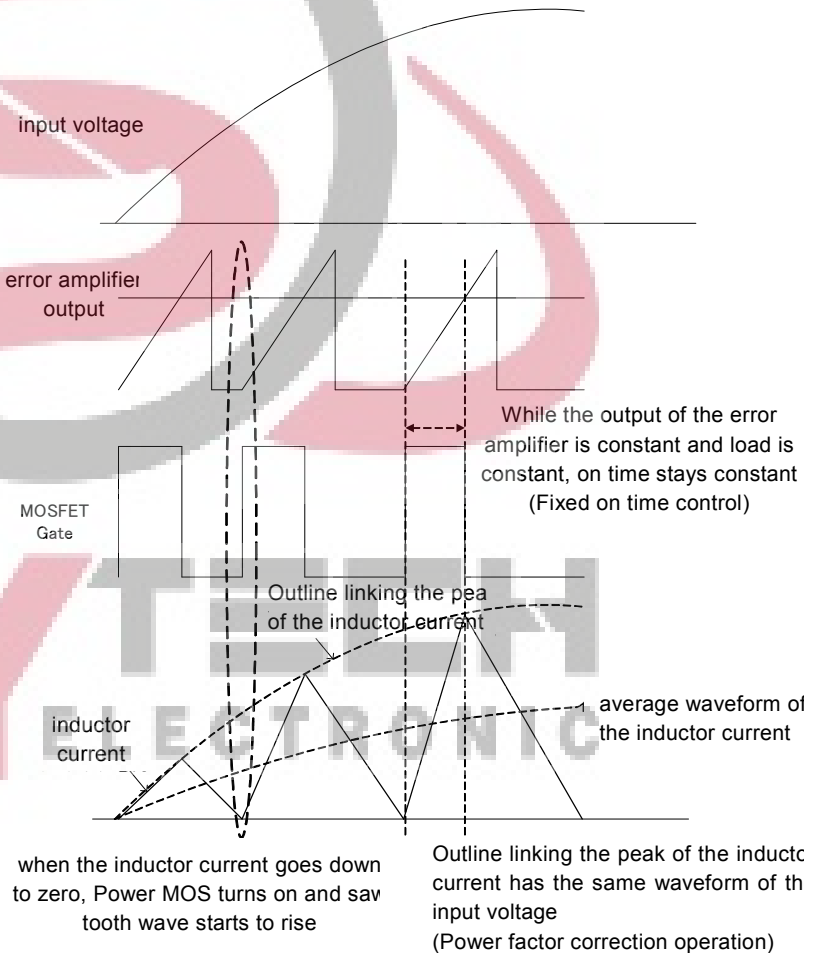 input voltage
error amplifier
output
While the output of the error
amplifier is constant and load is
constant, on time stays constant
(Fixed on time control)
MOSFET
Gate
Outline linking the pea
of the inductor current
inductor
current
average waveform of
the inductor current
when the inductor current goes down
to zero, Power MOS turns on and saw
tooth wave starts to rise
Outline linking the peak of the inducto
current has the same waveform of th
input voltage
(Power factor correction operation)
TECH
ELECTRONIC